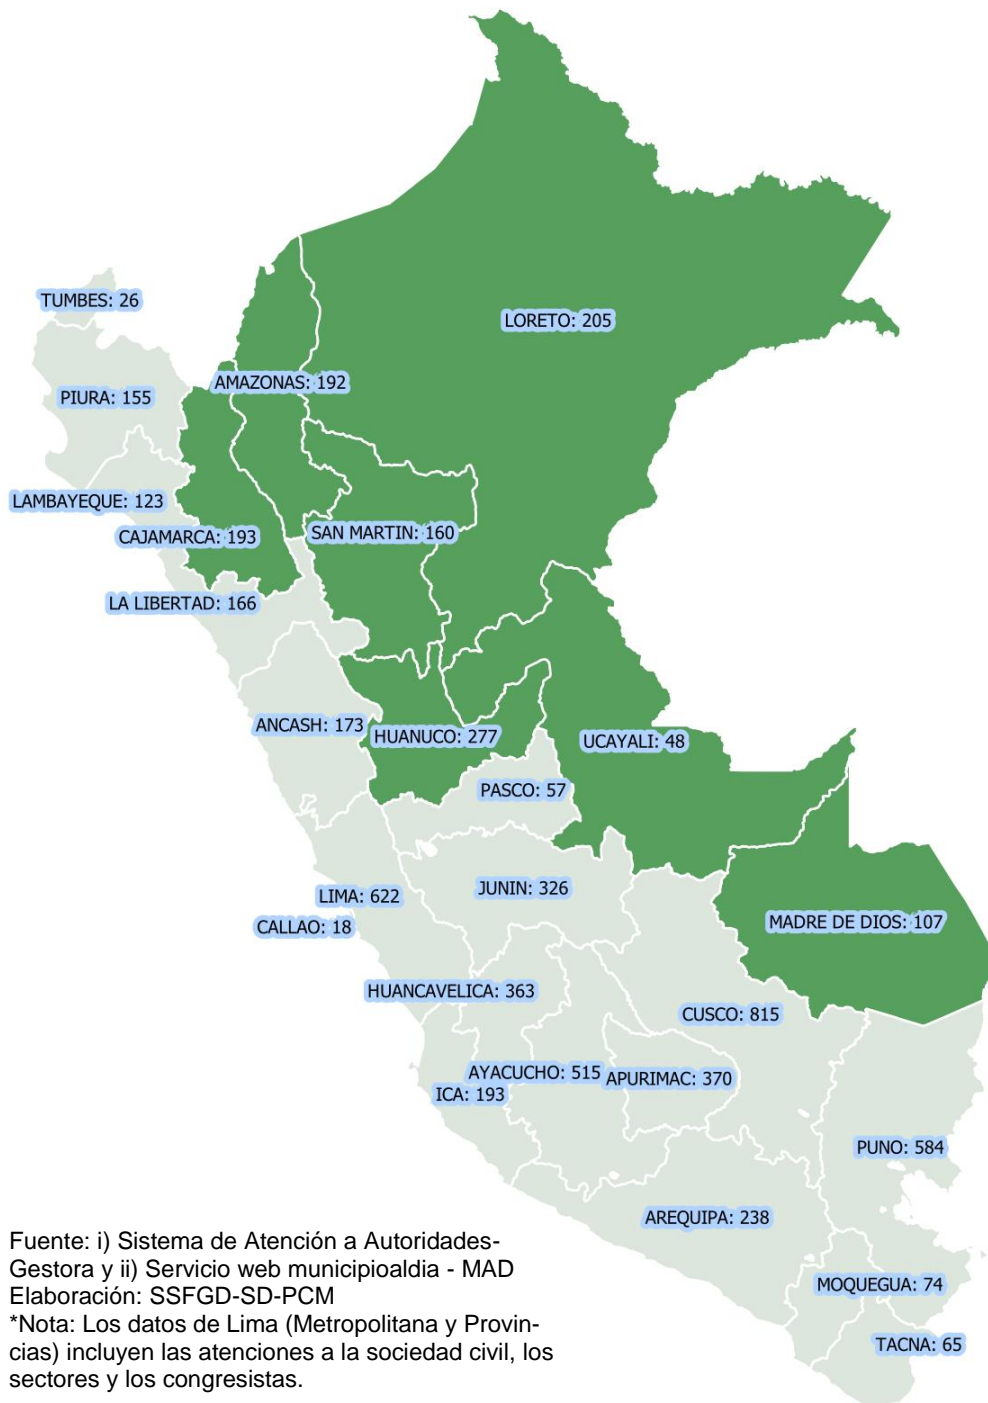 LORETO: 205
TUMBES: 26
AMAZONAS: 192
PIURA: 155
LAMBAYEQUE: 123
CAJAMARCA: 193
SAN MARTIN: 160
LA LIBERTAD: 166
ANCASH: 173
HUANUCO: 277
UCAYALI: 48
PASCO: 57
JUNIN: 326
LIMA: 622
CALLAO: 18
MADRE DE DIOS: 107
HUANCAVELICA: 363
CUSCO: 815
AYACUCHO: 515
APURIMAC: 370
ICA: 193
PUNO: 584
AREQUIPA: 238
MOQUEGUA: 74
TACNA: 65
Fuente: i) Sistema de Atención a Autoridades-
Gestora y ii) Servicio web municipioaldia - MAD
Elaboración: SSFGD-SD-PCM
*Nota: Los datos de Lima (Metropolitana y Provin-
cias) incluyen las atenciones a la sociedad civil, los
sectores y los congresistas.